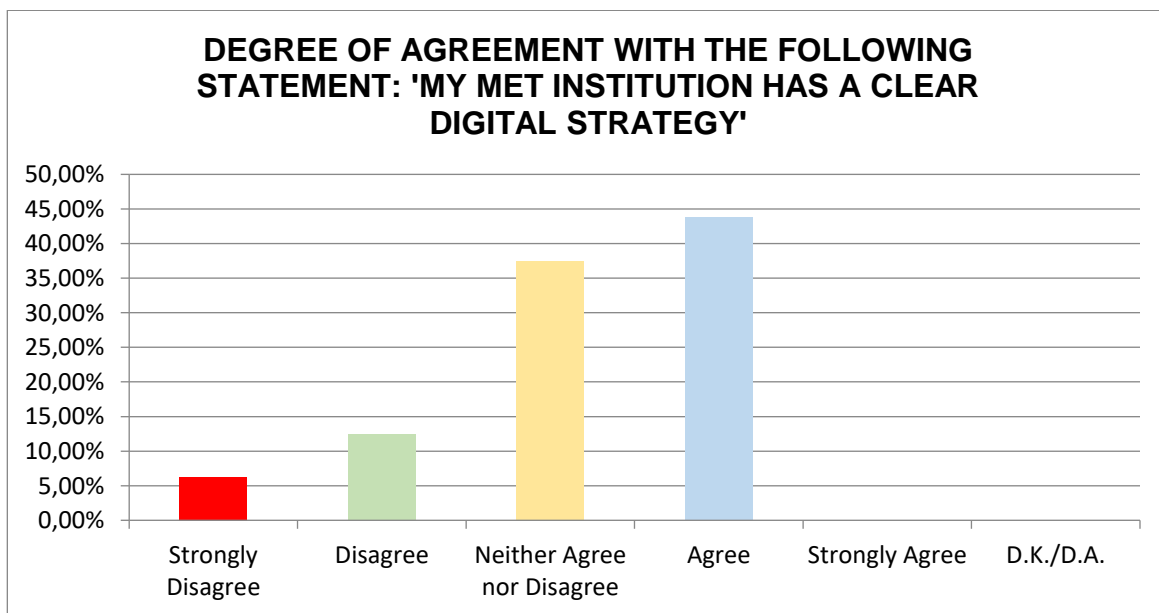 DEGREE OF AGREEMENT WITH THE FOLLOWING
STATEMENT: 'MY MET INSTITUTION HAS A CLEAR
DIGITAL STRATEGY'
50,00%
45,00%
40,00%
35,00%
30,00%
25,00%
20,00%
15,00%
10,00%
5,00%
0,00%
Strongly
Disagree
Disagree
Neither Agree
nor Disagree
Agree
Strongly Agree
D.K./D.A.